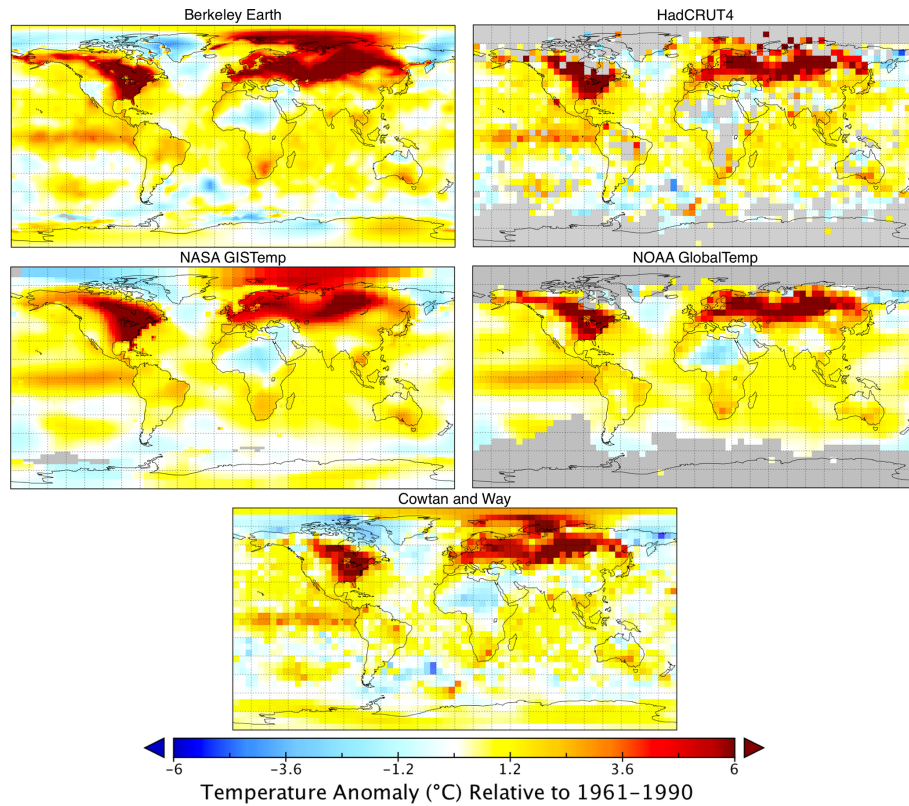 Berkeley Earth
HadCRUT4
NASA GISTemp
NOAA GlobalTemp
Cowtan and Way
-6 -3.6 -1.2 1.2 3.6 6
Temperature Anomaly (°C) Relative to 1961–1990